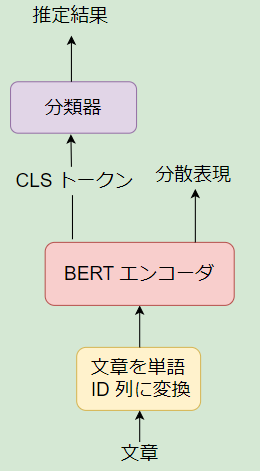 推定結果
分類器
CLS トークン
分散表現
BERT エンコーダ
文章を単語
ID 列に変換
文章